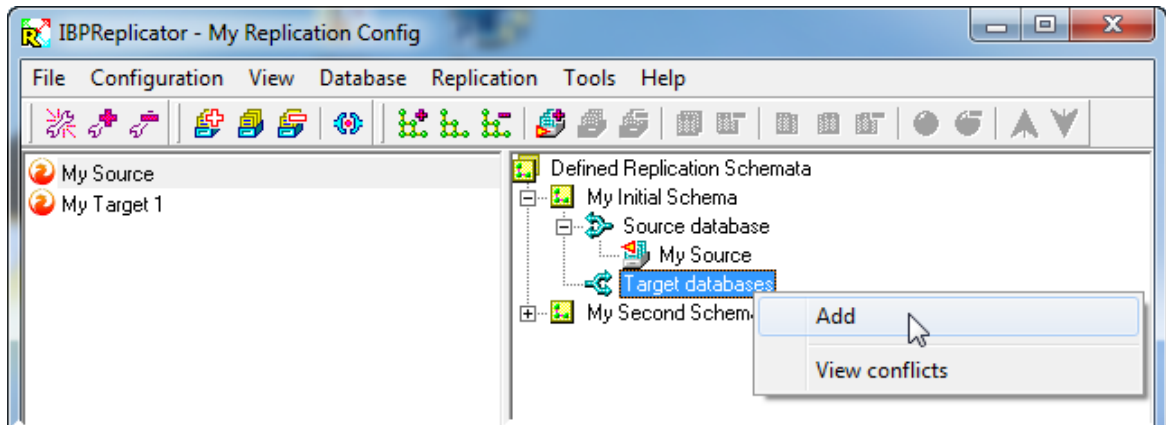 IBPReplicator - My Replication Config
File Configuration View Database Replication Tools Help
My Source
My Target 1
Defined Replication Schemata
My Initial Schema
Source database
My Source
Target databases
My Second Schem
Add
View conflicts